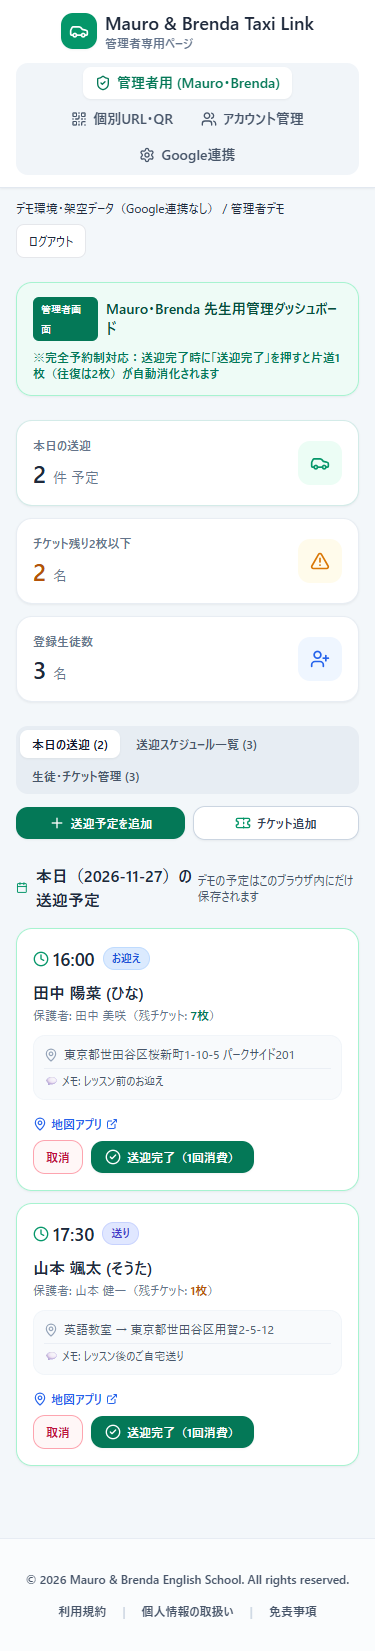 Mauro & Brenda Taxi Link
管理者専用ページ
管理者用 (Mauro・Brenda)
個別URL・QR
アカウント管理
Google連携
デモ環境・架空データ（Google連携なし） / 管理者デモ
ログアウト
管理者画面
Mauro・Brenda 先生用管理ダッシュボード
※完全予約制対応：送迎完了時に「送迎完了」を押すと片道1
枚（往復は2枚）が自動消化されます
本日の送迎
2 件 予定
チケット残り2枚以下
2 名
登録生徒数
3 名
本日の送迎 (2)
送迎スケジュール一覧 (3)
生徒・チケット管理 (3)
送迎予定を追加
チケット追加
本日（2026-11-27）の
送迎予定
デモの予定はこのブラウザ内にだけ
保存されます
16:00 お迎え
田中 陽菜 (ひな)
保護者: 田中 美咲（残チケット: 7枚）
東京都世田谷区桜新町1-10-5 パークサイド201
メモ: レッスン前のお迎え
地図アプリ
取消
送迎完了（1回消費）
17:30 送り
山本 颯太 (そうた)
保護者: 山本 健一（残チケット: 1枚）
英語教室 → 東京都世田谷区用賀2-5-12
メモ: レッスン後のご自宅送り
地図アプリ
取消
送迎完了（1回消費）
© 2026 Mauro & Brenda English School. All rights reserved.
利用規約 | 個人情報の取扱い | 免責事項